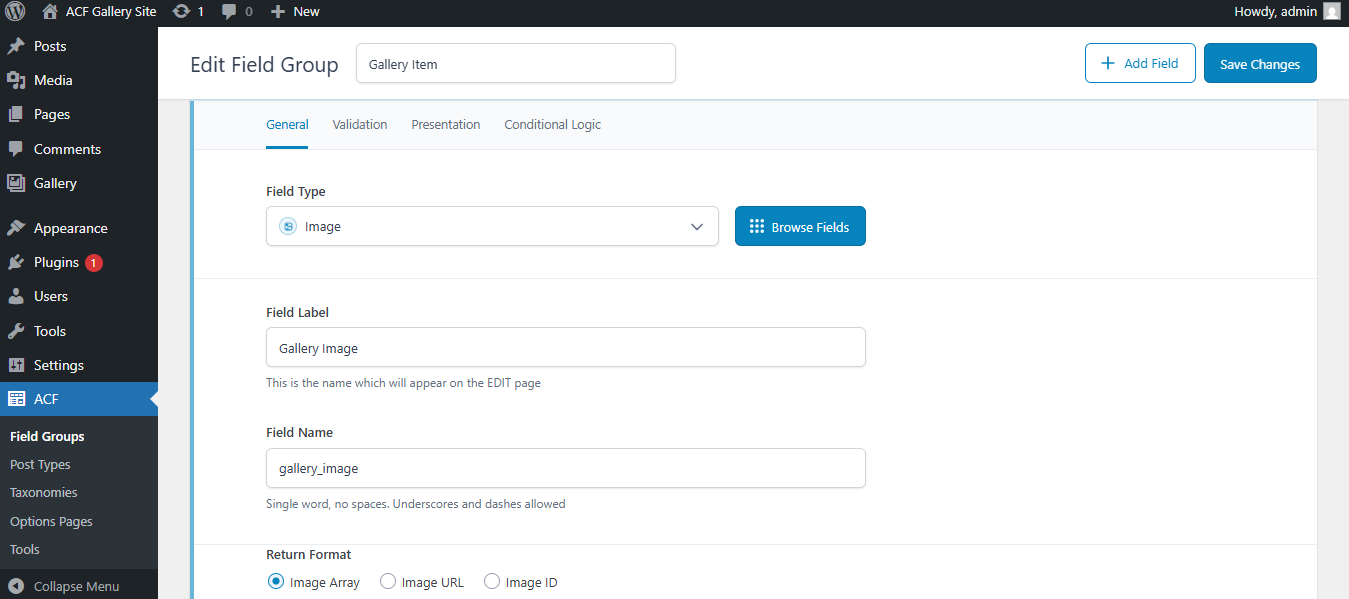 ACF Gallery Site 1 0 New Howdy, admin
Posts
Media
Pages
Comments
Gallery
Appearance
Plugins 1
Users
Tools
Settings
ACF
Field Groups
Post Types
Taxonomies
Options Pages
Tools
Collapse Menu
Edit Field Group Gallery Item Add Field Save Changes
General Validation Presentation Conditional Logic
Field Type
Image Browse Fields
Field Label
Gallery Image
This is the name which will appear on the EDIT page
Field Name
gallery_image
Single word, no spaces. Underscores and dashes allowed
Return Format
Image Array Image URL Image ID